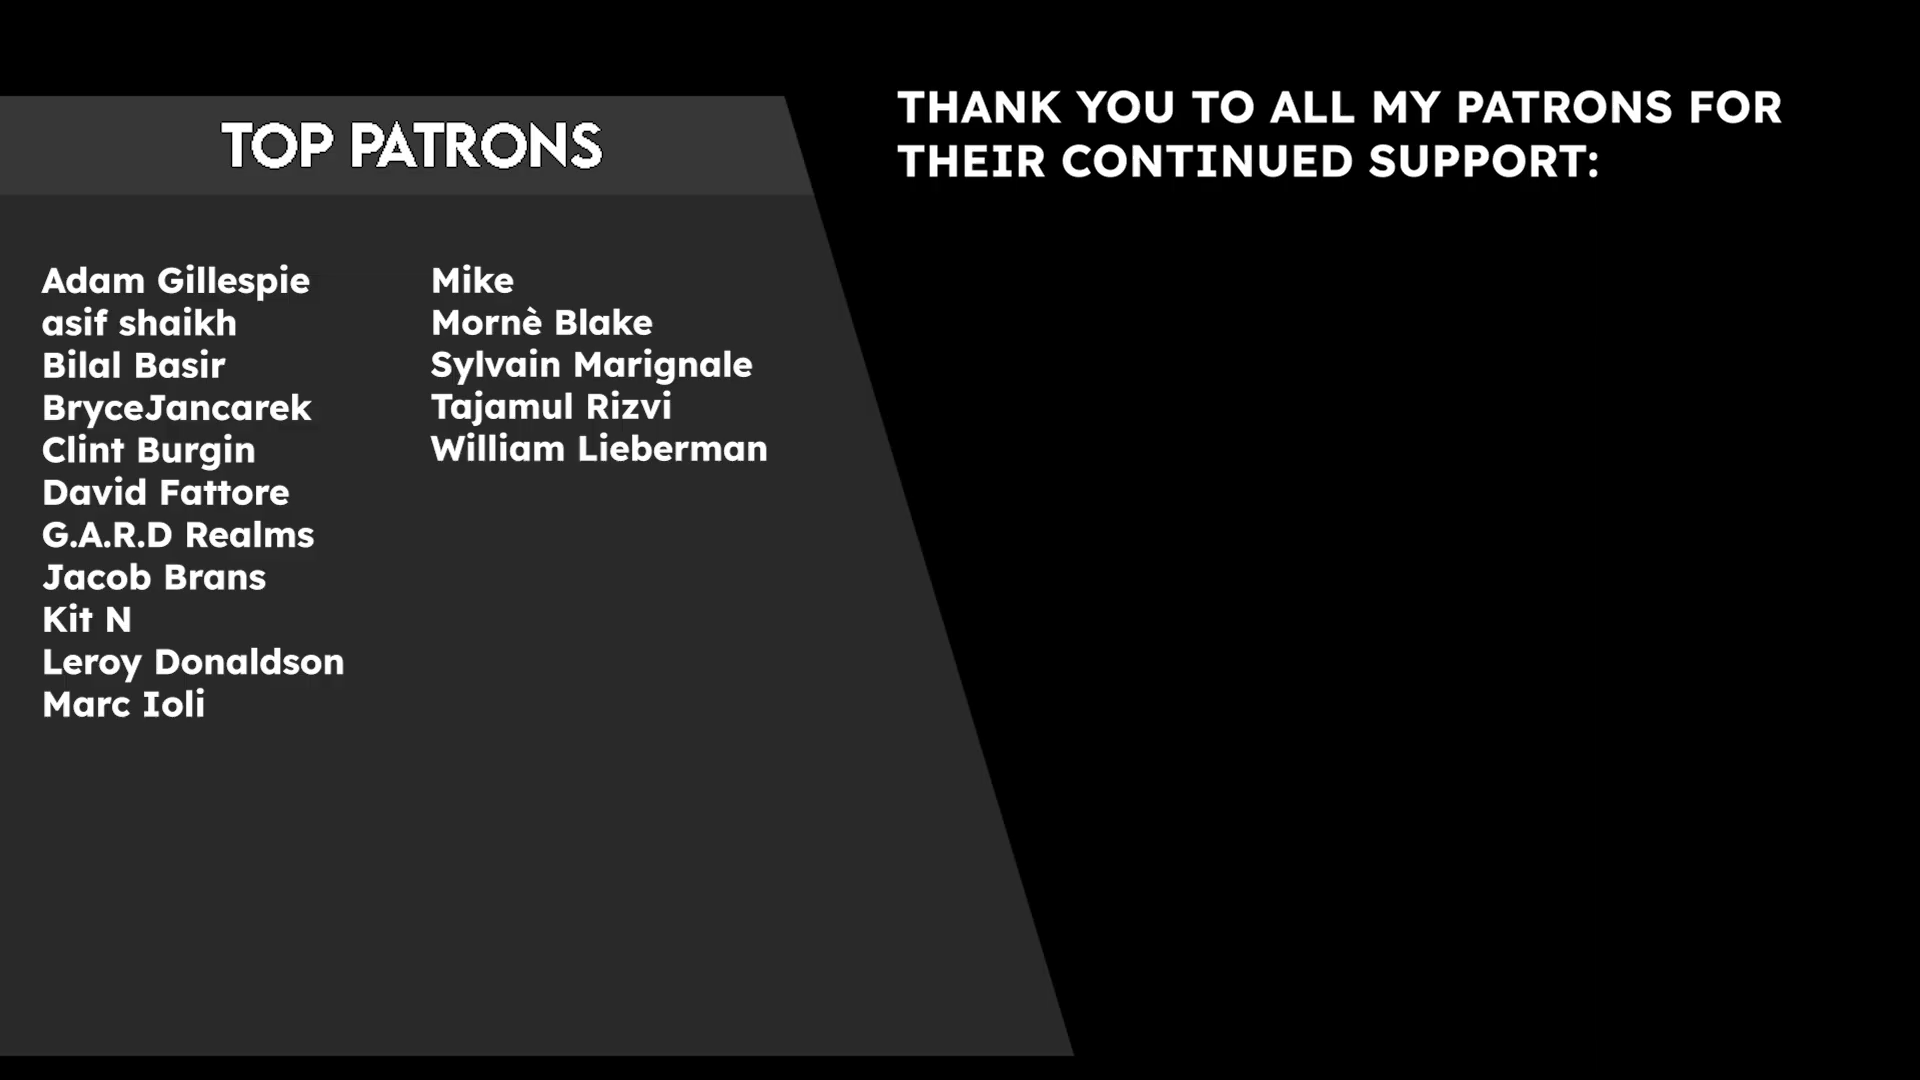 TOP PATRONS
Adam Gillespie
asif shaikh
Bilal Basir
BryceJancarek
Clint Burgin
David Fattore
G.A.R.D Realms
Jacob Brans
Kit N
Leroy Donaldson
Marc Ioli
Mike
Mornè Blake
Sylvain Marignale
Tajamul Rizvi
William Lieberman
THANK YOU TO ALL MY PATRONS FOR
THEIR CONTINUED SUPPORT: